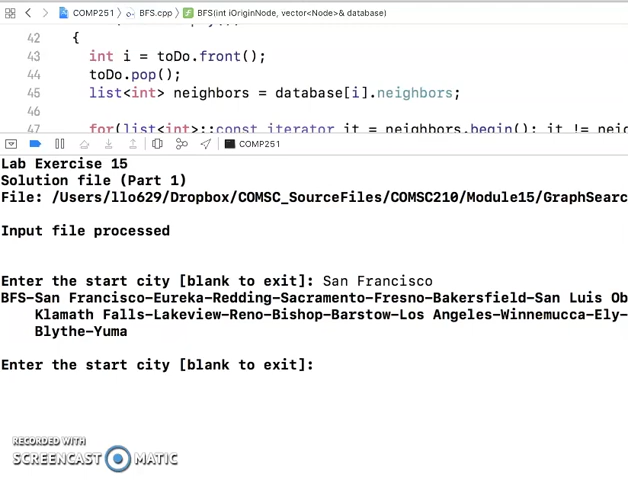 COMP251 BFS.cpp BFS(int iOriginNode, vector<Node>& database)
42 {
43 int i = toDo.front();
44 toDo.pop();
45 list<int> neighbors = database[i].neighbors;
46
47 for(list<int>::const_iterator it = neighbors.begin(); it != neig
COMP251
Lab Exercise 15
Solution file (Part 1)
File: /Users/llo629/Dropbox/COMSC_SourceFiles/COMSC210/Module15/GraphSearc
Input file processed
Enter the start city [blank to exit]: San Francisco
BFS-San Francisco-Eureka-Redding-Sacramento-Fresno-Bakersfield-San Luis Ob
Klamath Falls-Lakeview-Reno-Bishop-Barstow-Los Angeles-Winnemucca-Ely-
Blythe-Yuma
Enter the start city [blank to exit]:
RECORDED WITH
SCREENCAST MATIC